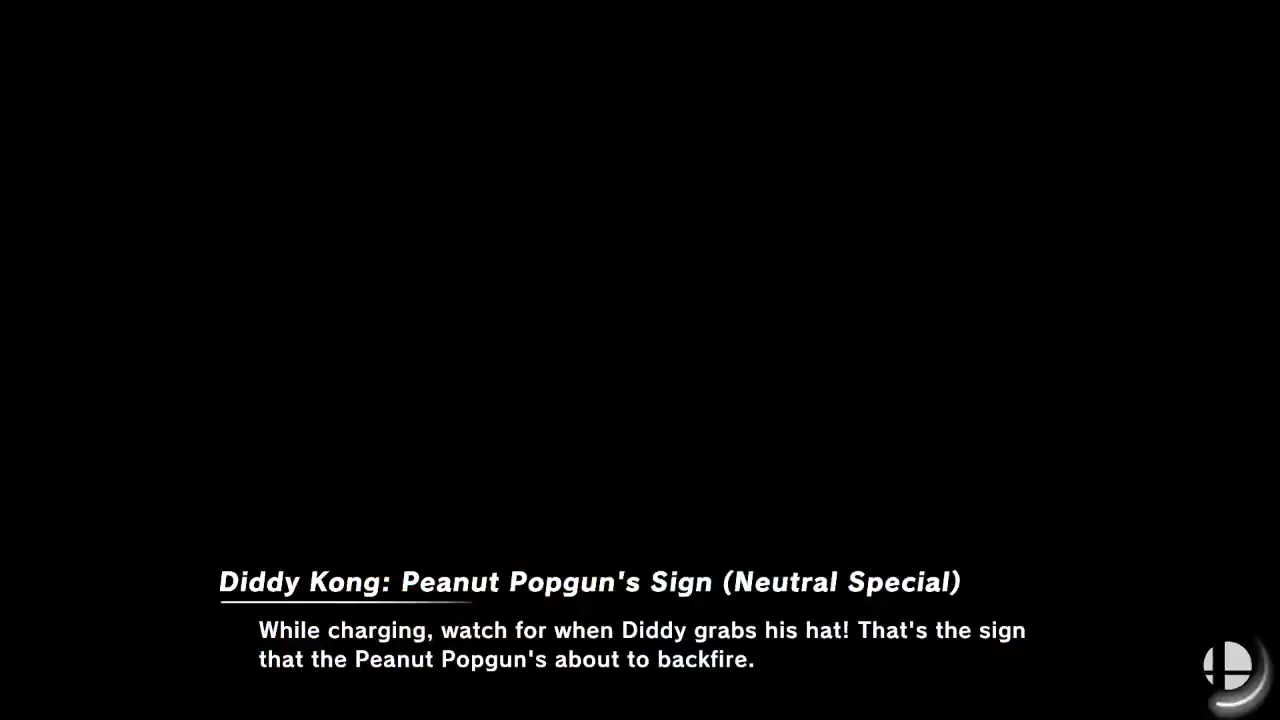 Diddy Kong: Peanut Popgun's Sign (Neutral Special)
While charging, watch for when Diddy grabs his hat! That's the sign
that the Peanut Popgun's about to backfire.